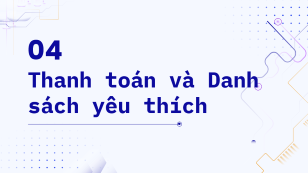 04
Thanh toán và Danh
sách yêu thích